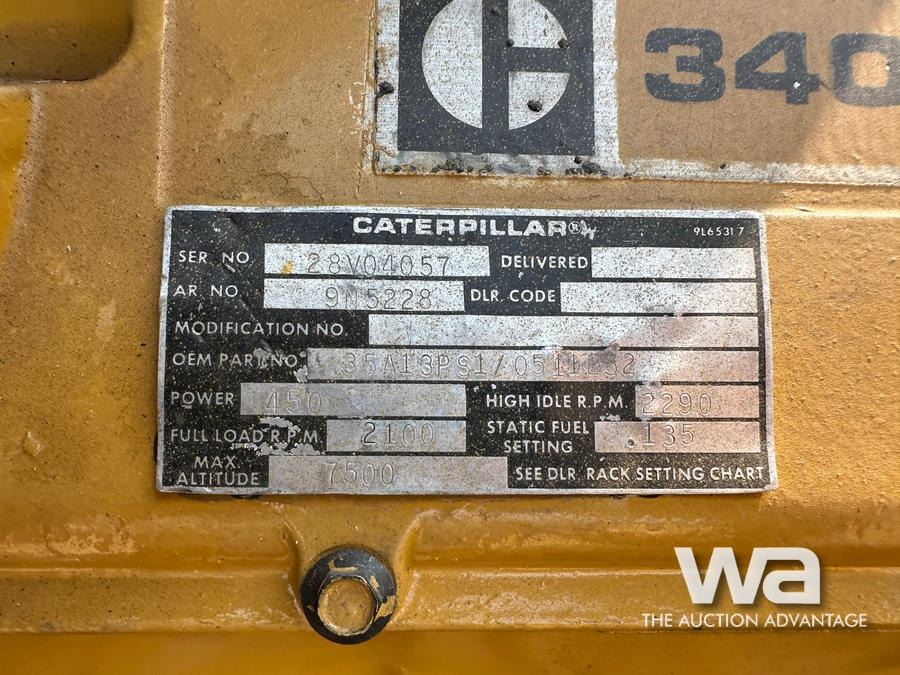 340
CATERPILLAR®
9L6531 7
SER NO 28V04057 DELIVERED
AR NO. 9N5228 DLR. CODE
MODIFICATION NO.
OEM PART NO.
POWER 450 HIGH IDLE R.P.M. 2290
FULL LOAD R.P.M 2100 STATIC FUEL SETTING .135
MAX. ALTITUDE 7500 SEE DLR RACK SETTING CHART
wa
THE AUCTION ADVANTAGE